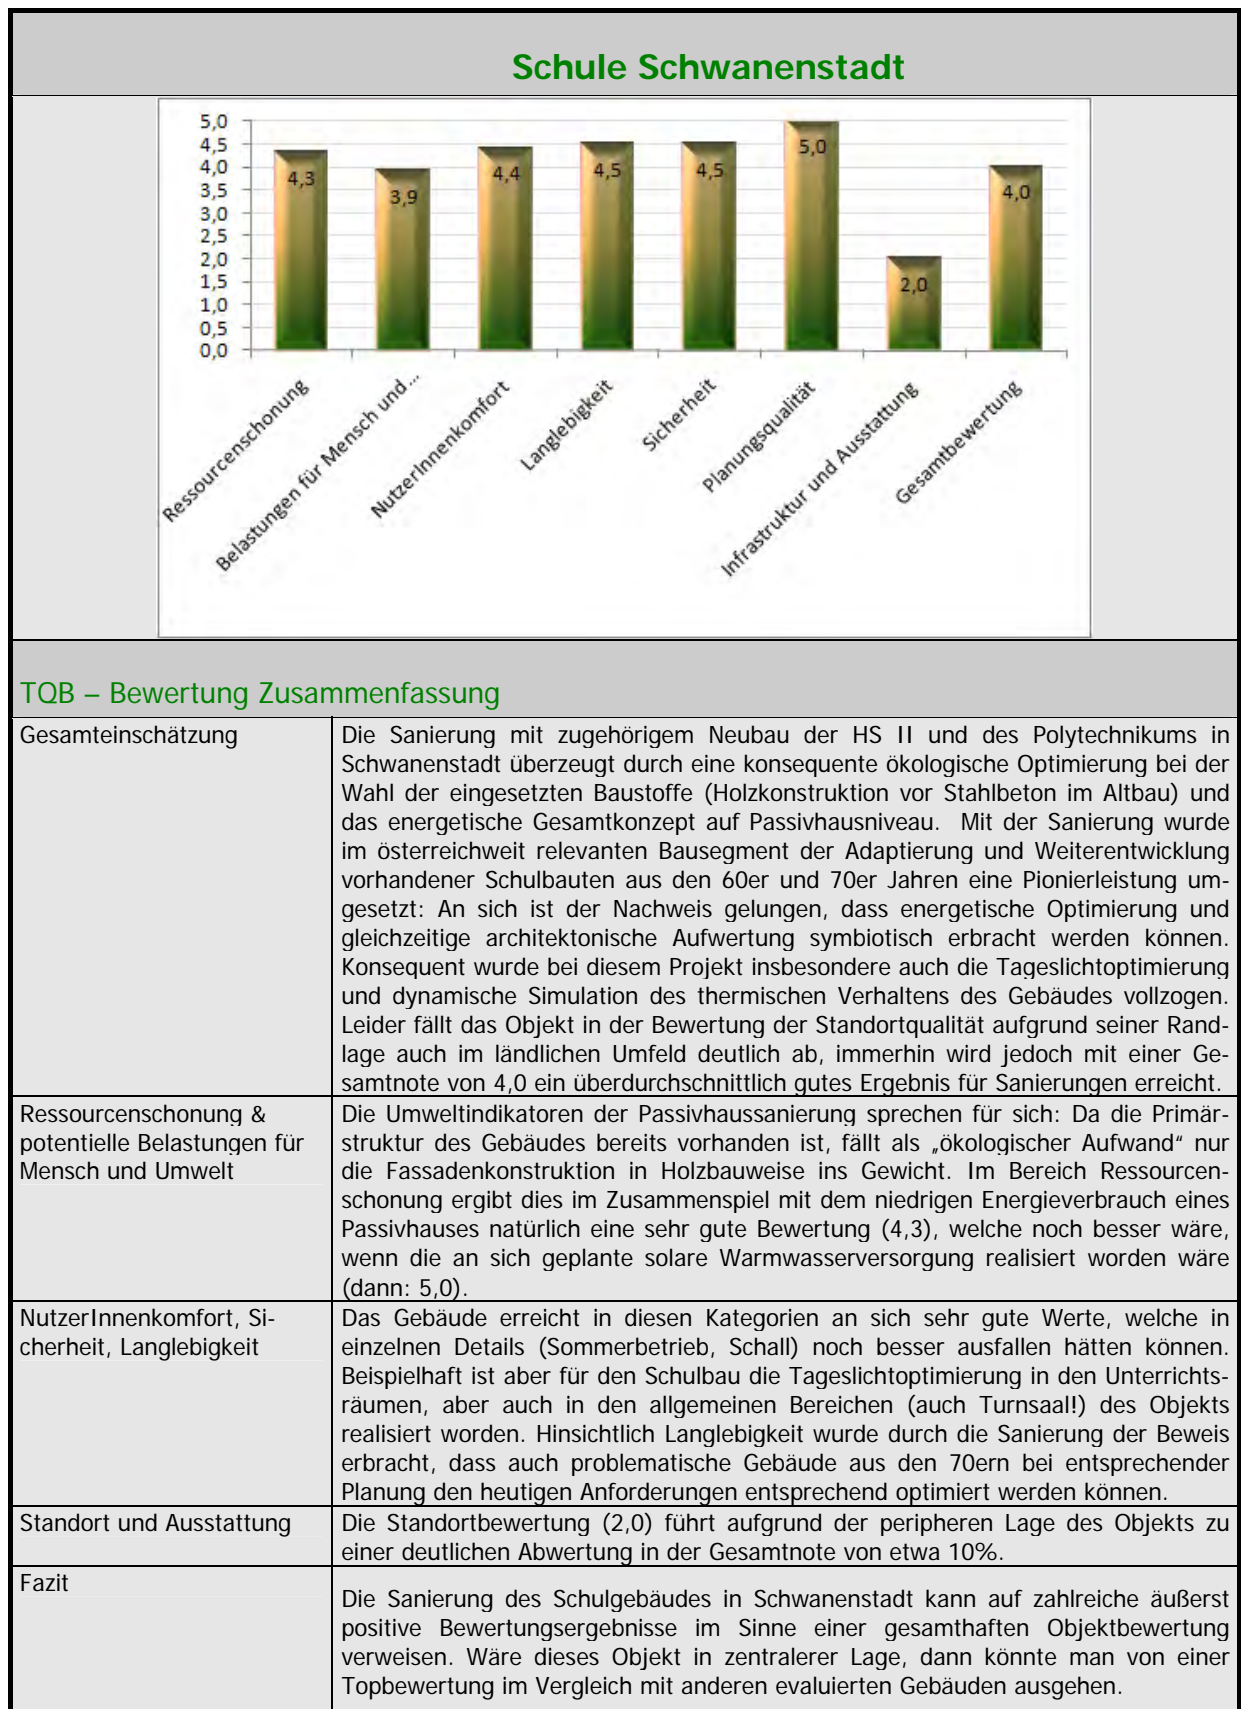 Schule Schwanenstadt
5,0
4,5
4,0
3,5
3,0
2,5
2,0
1,5
1,0
0,5
0,0
4,3
3,9
4,4
4,5
4,5
5,0
2,0
4,0
Ressourcenschonung
Belastungen für Mensch und...
NutzerInnenkomfort
Langlebigkeit
Sicherheit
Planungsqualität
Infrastruktur und Ausstattung
Gesamtbewertung
TQB – Bewertung Zusammenfassung
Gesamteinschätzung
Die Sanierung mit zugehörigem Neubau der HS II und des Polytechnikums in
Schwanenstadt überzeugt durch eine konsequente ökologische Optimierung bei der
Wahl der eingesetzten Baustoffe (Holzkonstruktion vor Stahlbeton im Altbau) und
das energetische Gesamtkonzept auf Passivhausniveau. Mit der Sanierung wurde
im österreichweit relevanten Bausegment der Adaptierung und Weiterentwicklung
vorhandener Schulbauten aus den 60er und 70er Jahren eine Pionierleistung um-
gesetzt: An sich ist der Nachweis gelungen, dass energetische Optimierung und
gleichzeitige architektonische Aufwertung symbiotisch erbracht werden können.
Konsequent wurde bei diesem Projekt insbesondere auch die Tageslichtoptimierung
und dynamische Simulation des thermischen Verhaltens des Gebäudes vollzogen.
Leider fällt das Objekt in der Bewertung der Standortqualität aufgrund seiner Rand-
lage auch im ländlichen Umfeld deutlich ab, immerhin wird jedoch mit einer Ge-
samtnote von 4,0 ein überdurchschnittlich gutes Ergebnis für Sanierungen erreicht.
Ressourcenschonung &
potentielle Belastungen für
Mensch und Umwelt
Die Umweltindikatoren der Passivhaussanierung sprechen für sich: Da die Primär-
struktur des Gebäudes bereits vorhanden ist, fällt als „ökologischer Aufwand“ nur
die Fassadenkonstruktion in Holzbauweise ins Gewicht. Im Bereich Ressourcen-
schonung ergibt dies im Zusammenspiel mit dem niedrigen Energieverbrauch eines
Passivhauses natürlich eine sehr gute Bewertung (4,3), welche noch besser wäre,
wenn die an sich geplante solare Warmwasserversorgung realisiert worden wäre
(dann: 5,0).
NutzerInnenkomfort, Si-
cherheit, Langlebigkeit
Das Gebäude erreicht in diesen Kategorien an sich sehr gute Werte, welche in
einzelnen Details (Sommerbetrieb, Schall) noch besser ausfallen hätten können.
Beispielhaft ist aber für den Schulbau die Tageslichtoptimierung in den Unterrichts-
räumen, aber auch in den allgemeinen Bereichen (auch Turnsaal!) des Objekts
realisiert worden. Hinsichtlich Langlebigkeit wurde durch die Sanierung der Beweis
erbracht, dass auch problematische Gebäude aus den 70ern bei entsprechender
Planung den heutigen Anforderungen entsprechend optimiert werden können.
Standort und Ausstattung
Die Standortbewertung (2,0) führt aufgrund der peripheren Lage des Objekts zu
einer deutlichen Abwertung in der Gesamtnote von etwa 10%.
Fazit
Die Sanierung des Schulgebäudes in Schwanenstadt kann auf zahlreiche äußerst
positive Bewertungsergebnisse im Sinne einer gesamthaften Objektbewertung
verweisen. Wäre dieses Objekt in zentralerer Lage, dann könnte man von einer
Topbewertung im Vergleich mit anderen evaluierten Gebäuden ausgehen.